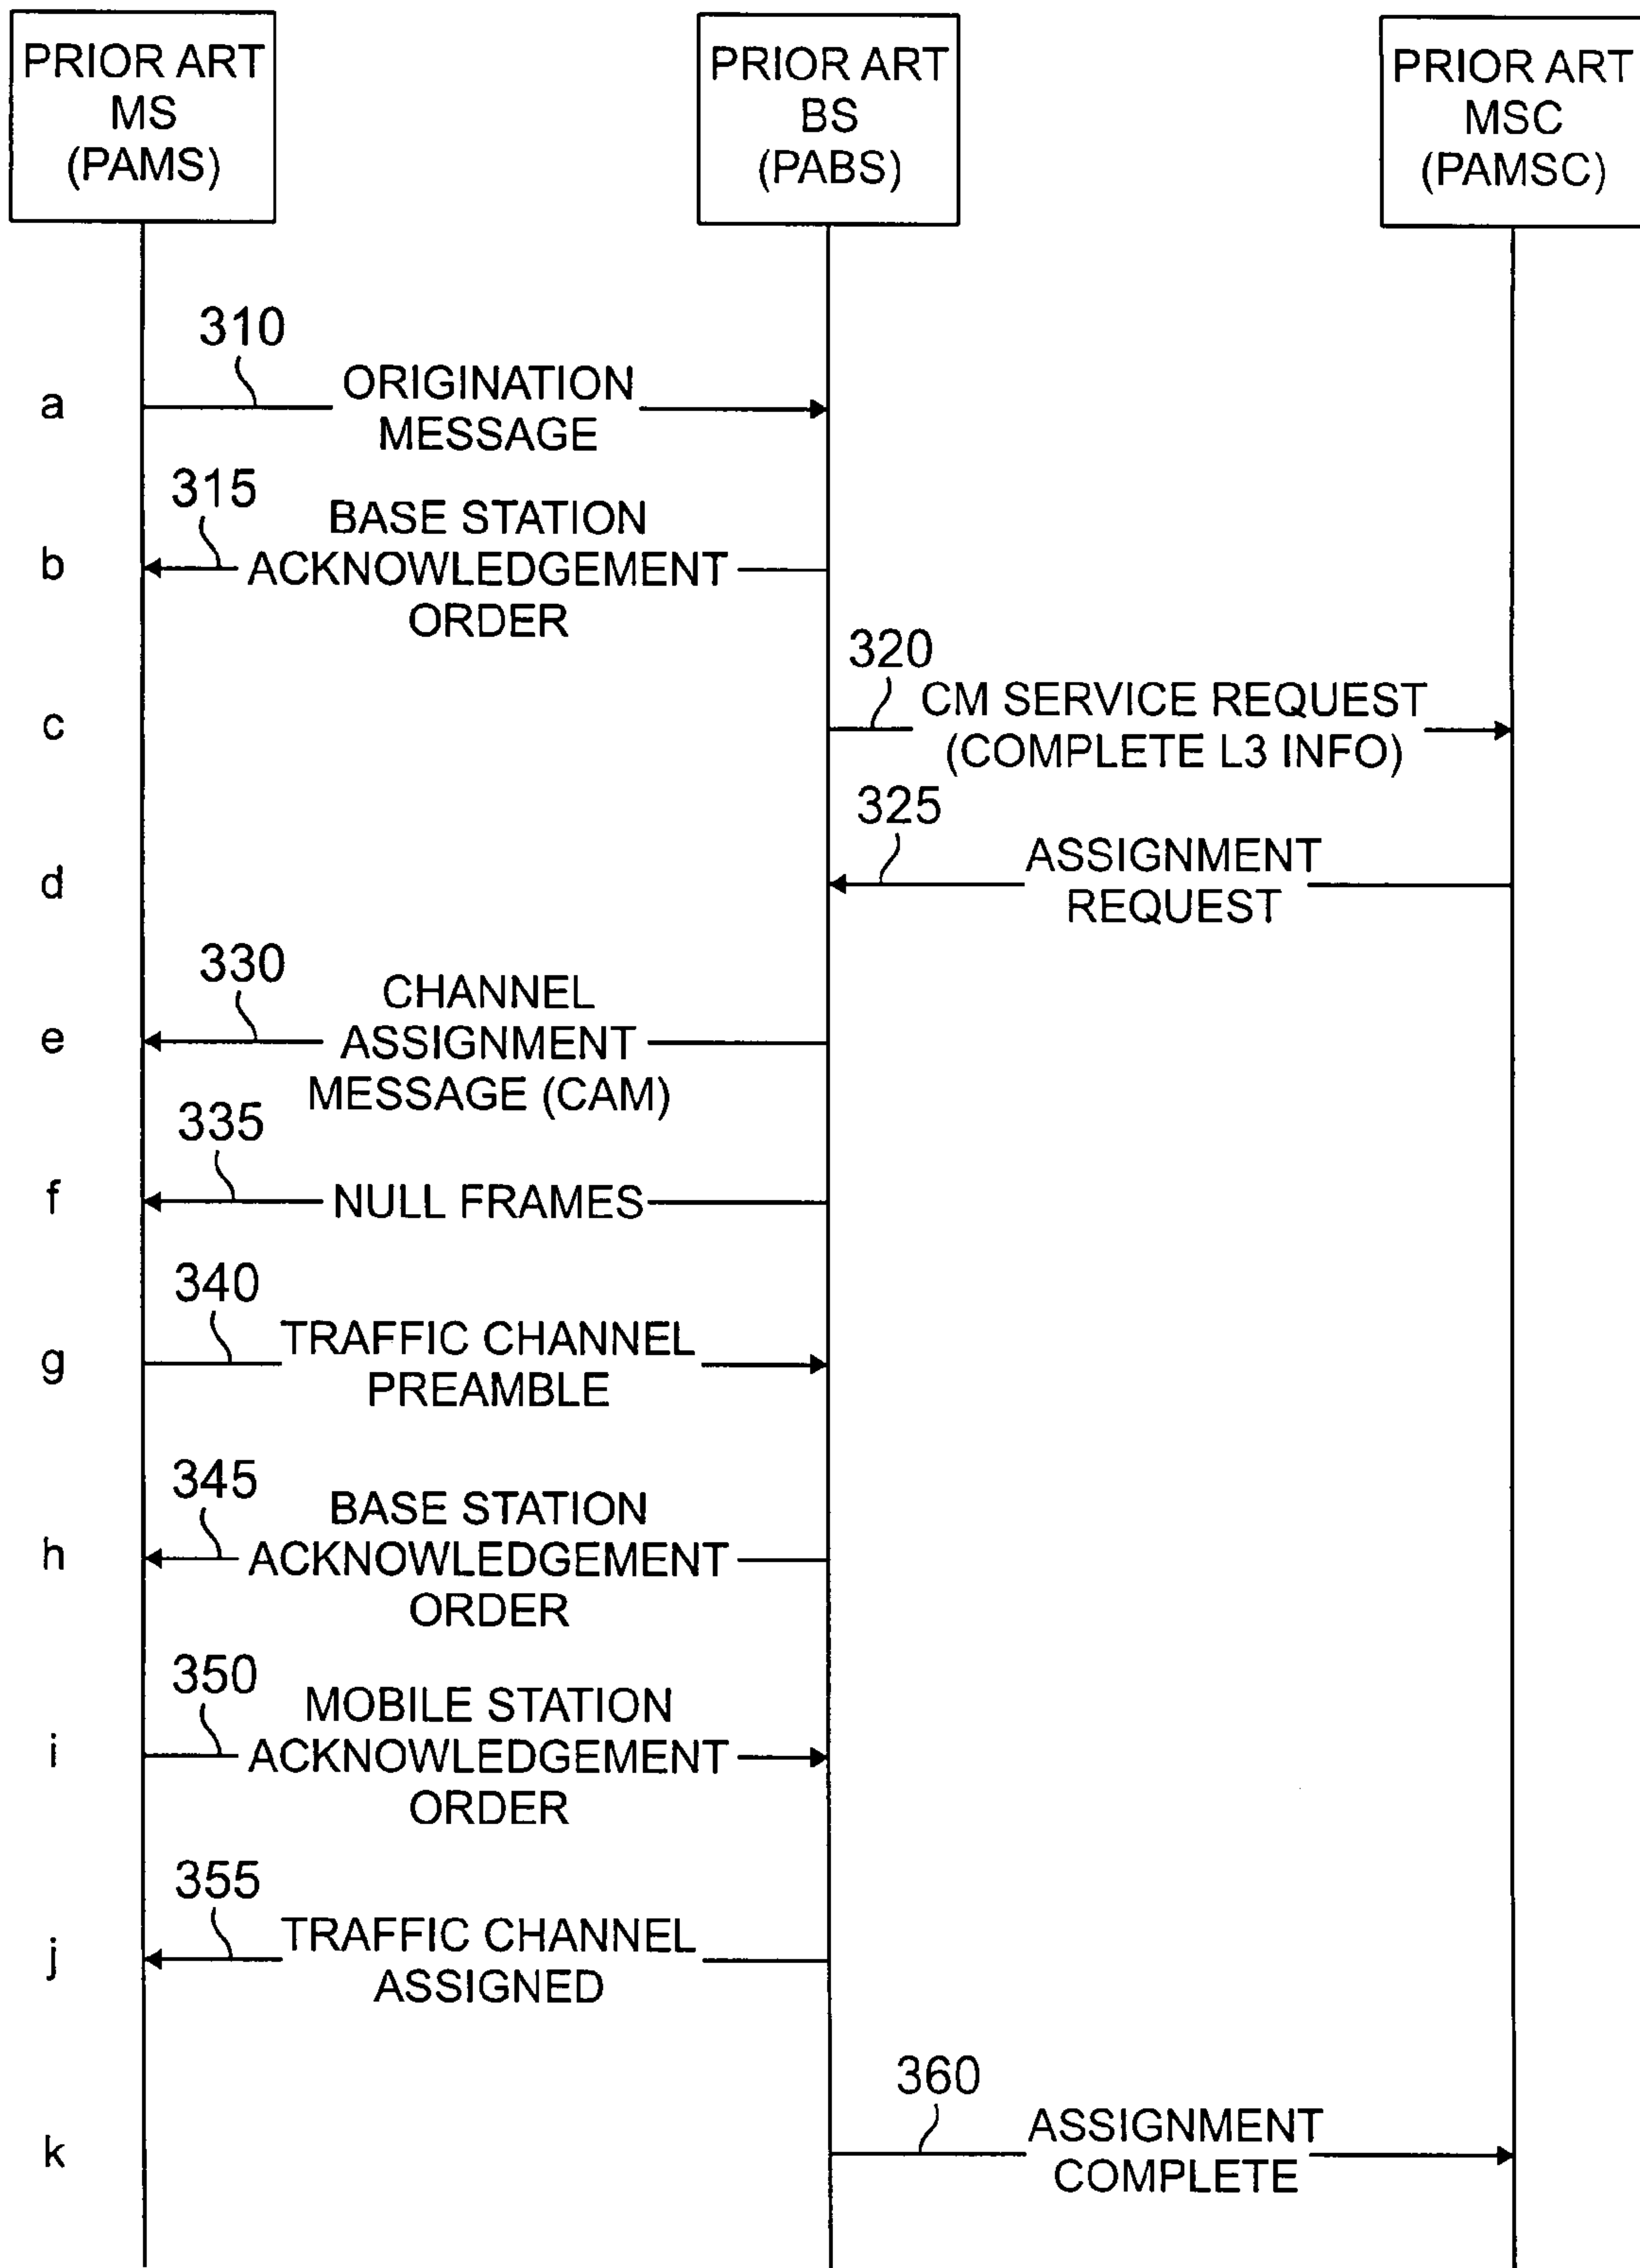 PRIOR ART
MS
(PAMS)
PRIOR ART
BS
(PABS)
PRIOR ART
MSC
(PAMSC)
310
a
ORIGINATION
MESSAGE
315
b
BASE STATION
ACKNOWLEDGEMENT
ORDER
320
c
CM SERVICE REQUEST
(COMPLETE L3 INFO)
325
d
ASSIGNMENT
REQUEST
330
e
CHANNEL
ASSIGNMENT
MESSAGE (CAM)
335
f
NULL FRAMES
340
g
TRAFFIC CHANNEL
PREAMBLE
345
h
BASE STATION
ACKNOWLEDGEMENT
ORDER
350
i
MOBILE STATION
ACKNOWLEDGEMENT
ORDER
355
j
TRAFFIC CHANNEL
ASSIGNED
360
k
ASSIGNMENT
COMPLETE